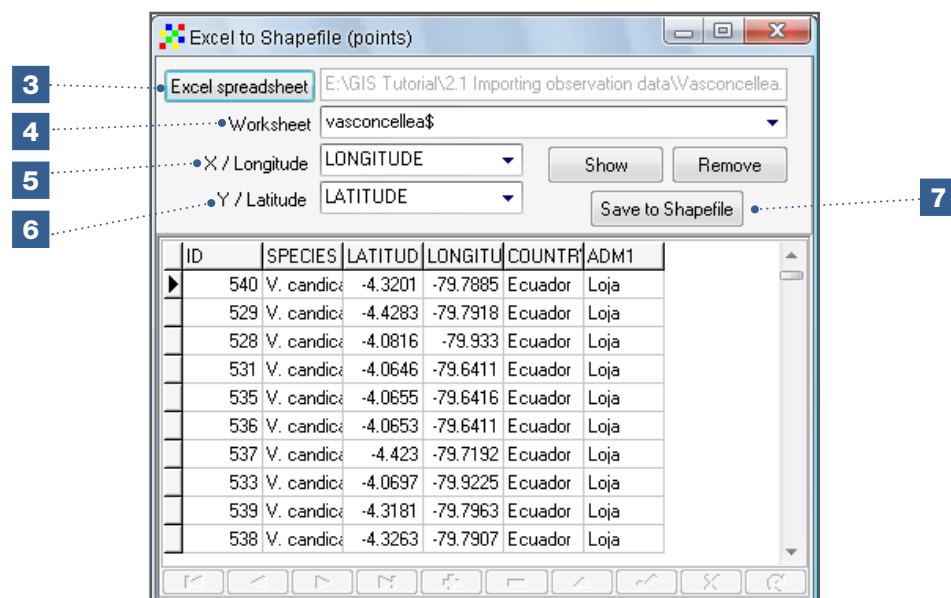 Excel to Shapefile (points)
3 Excel spreadsheet E:\GIS Tutorial\2.1 Importing observation data\Vasconcellea.
4 Worksheet vasconcellea$
5 X / Longitude LONGITUDE Show Remove
6 Y / Latitude LATITUDE Save to Shapefile 7
ID SPECIES LATITUD LONGITU COUNTR ADM1
540 V. candica -4.3201 -79.7885 Ecuador Loja
529 V. candica -4.4283 -79.7918 Ecuador Loja
528 V. candica -4.0816 -79.933 Ecuador Loja
531 V. candica -4.0646 -79.6411 Ecuador Loja
535 V. candica -4.0655 -79.6416 Ecuador Loja
536 V. candica -4.0653 -79.6411 Ecuador Loja
537 V. candica -4.423 -79.7192 Ecuador Loja
533 V. candica -4.0697 -79.9225 Ecuador Loja
539 V. candica -4.3181 -79.7963 Ecuador Loja
538 V. candica -4.3263 -79.7907 Ecuador Loja